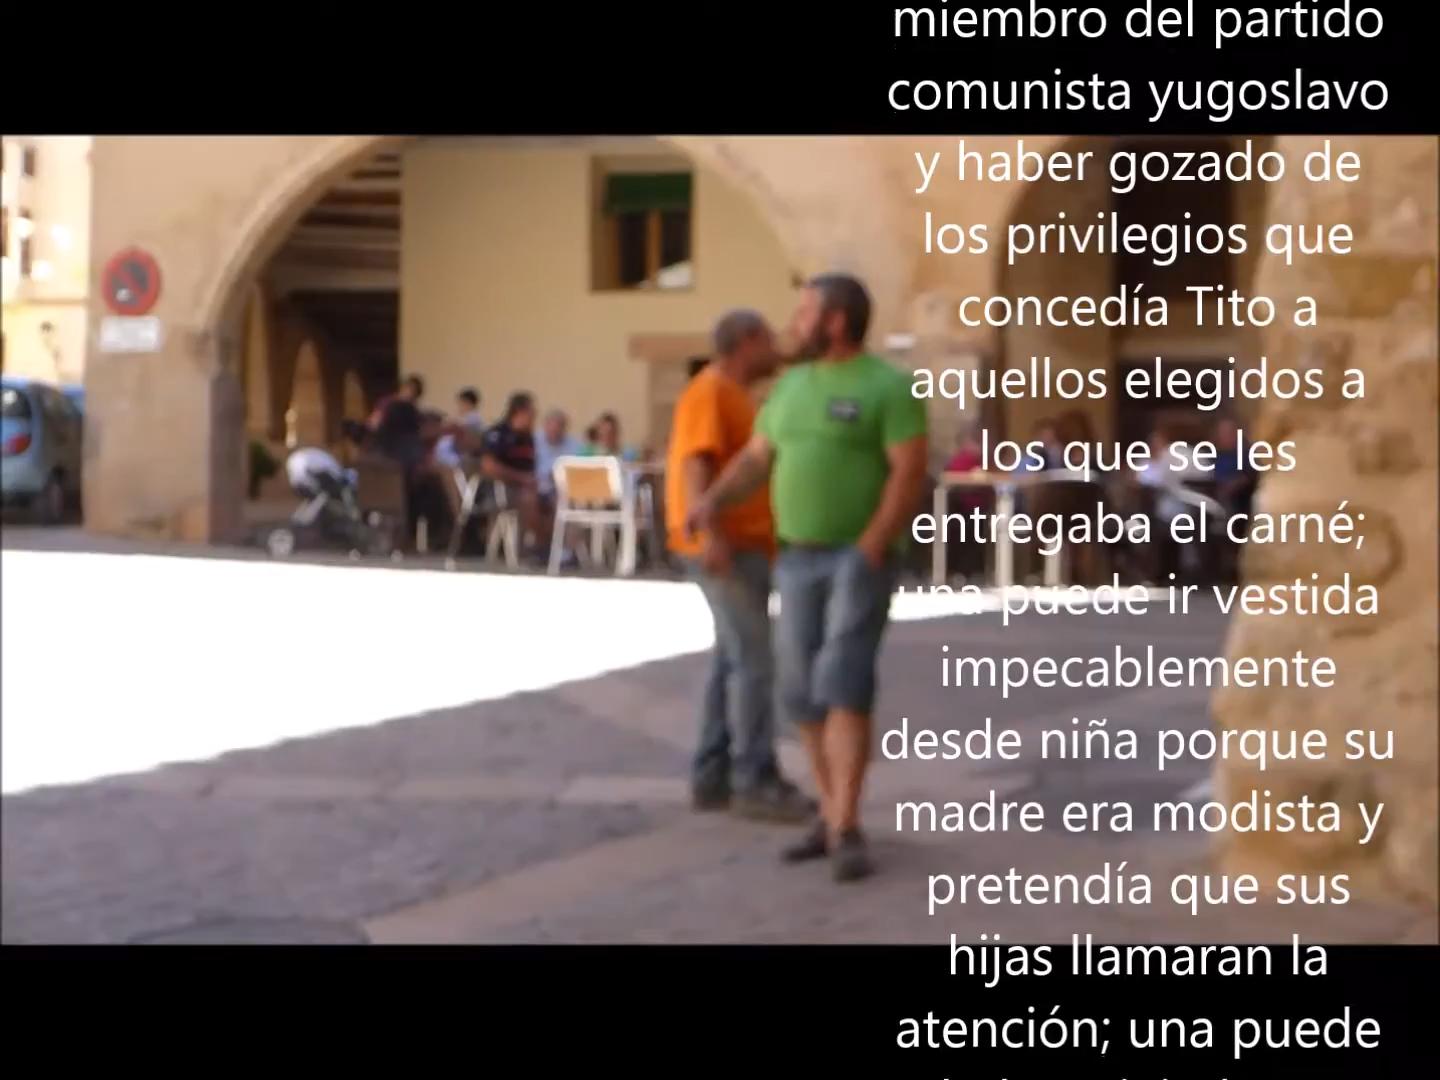 miembro del partido
comunista yugoslavo
y haber gozado de
los privilegios que
concedía Tito a
aquellos elegidos a
los que se les
entregaba el carné;
una puede ir vestida
impecablemente
desde niña porque su
madre era modista y
pretendía que sus
hijas llamaran la
atención; una puede